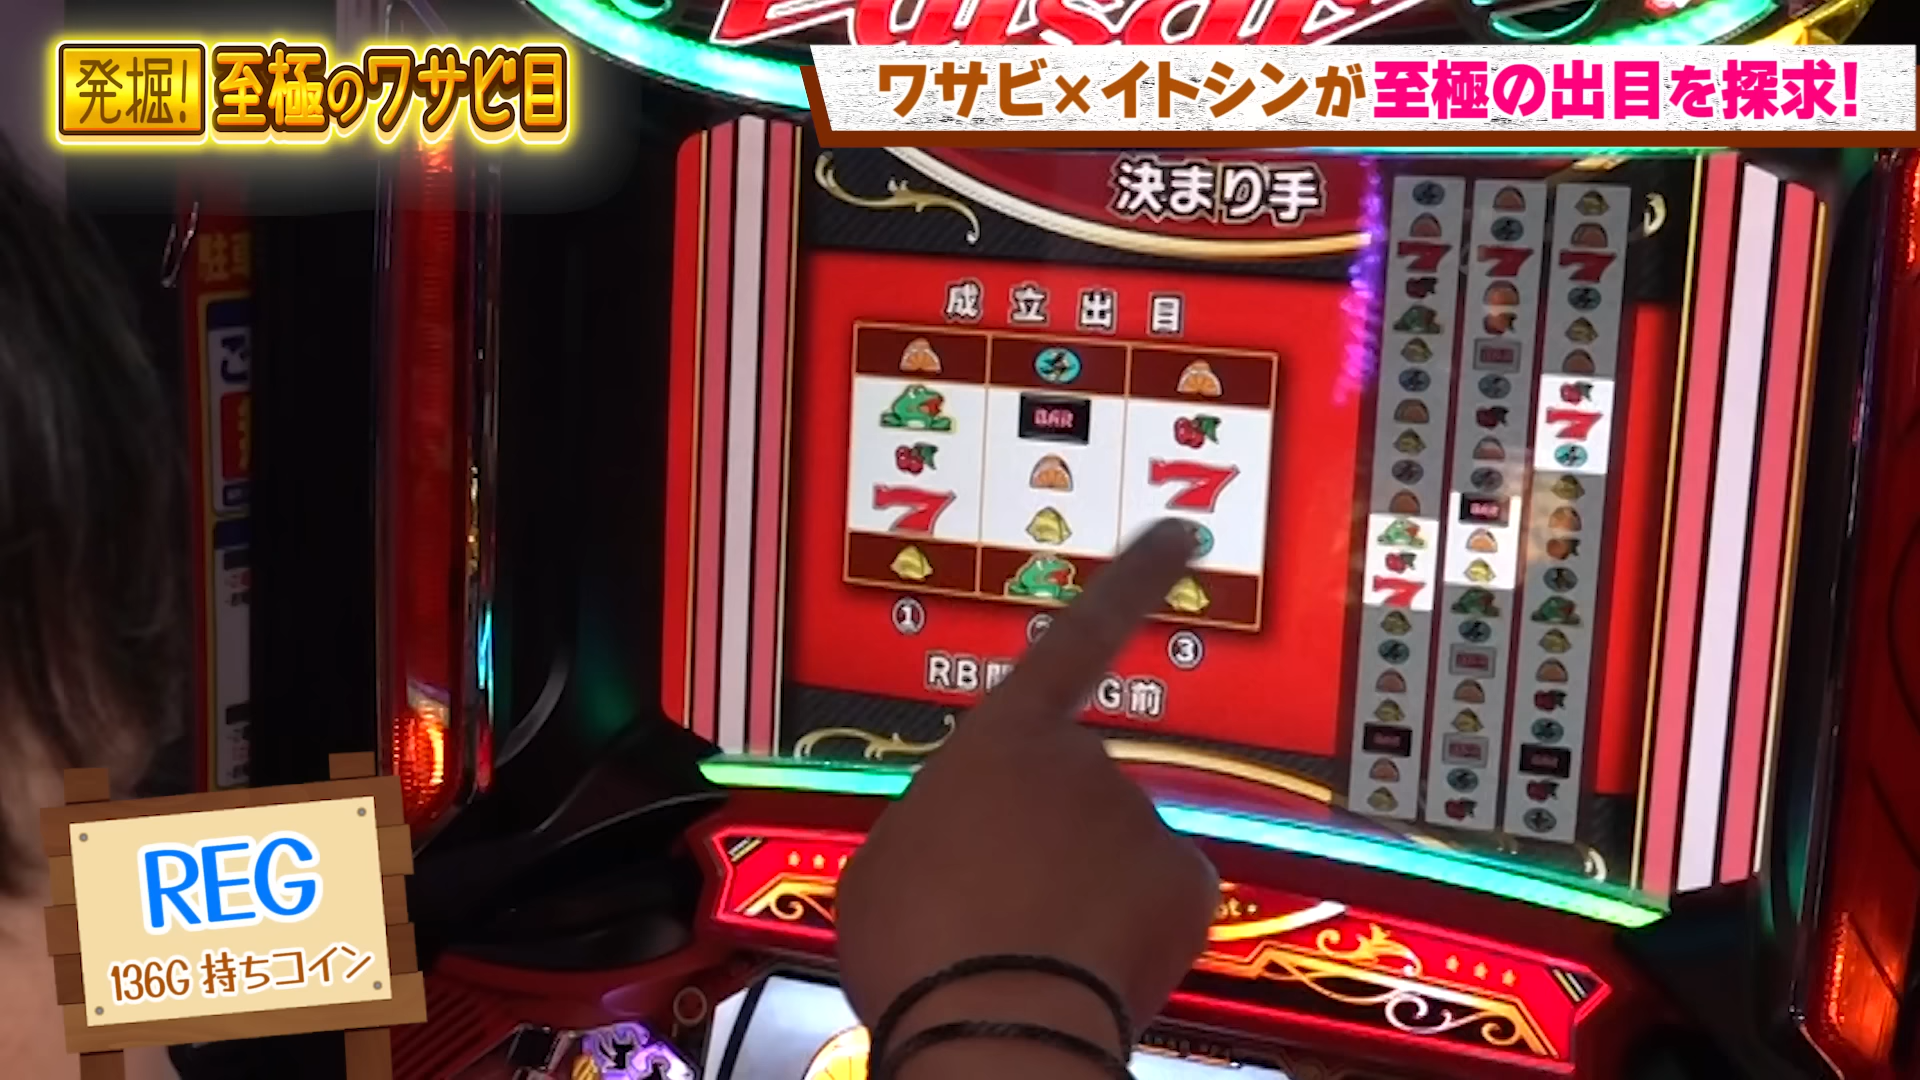 発掘!至極のワサビ目
ワサビ×イトシンが至極の出目を探求!
決まり手
成立出目
BAR
① ③
RB G前
REG
136G 持ちコイン